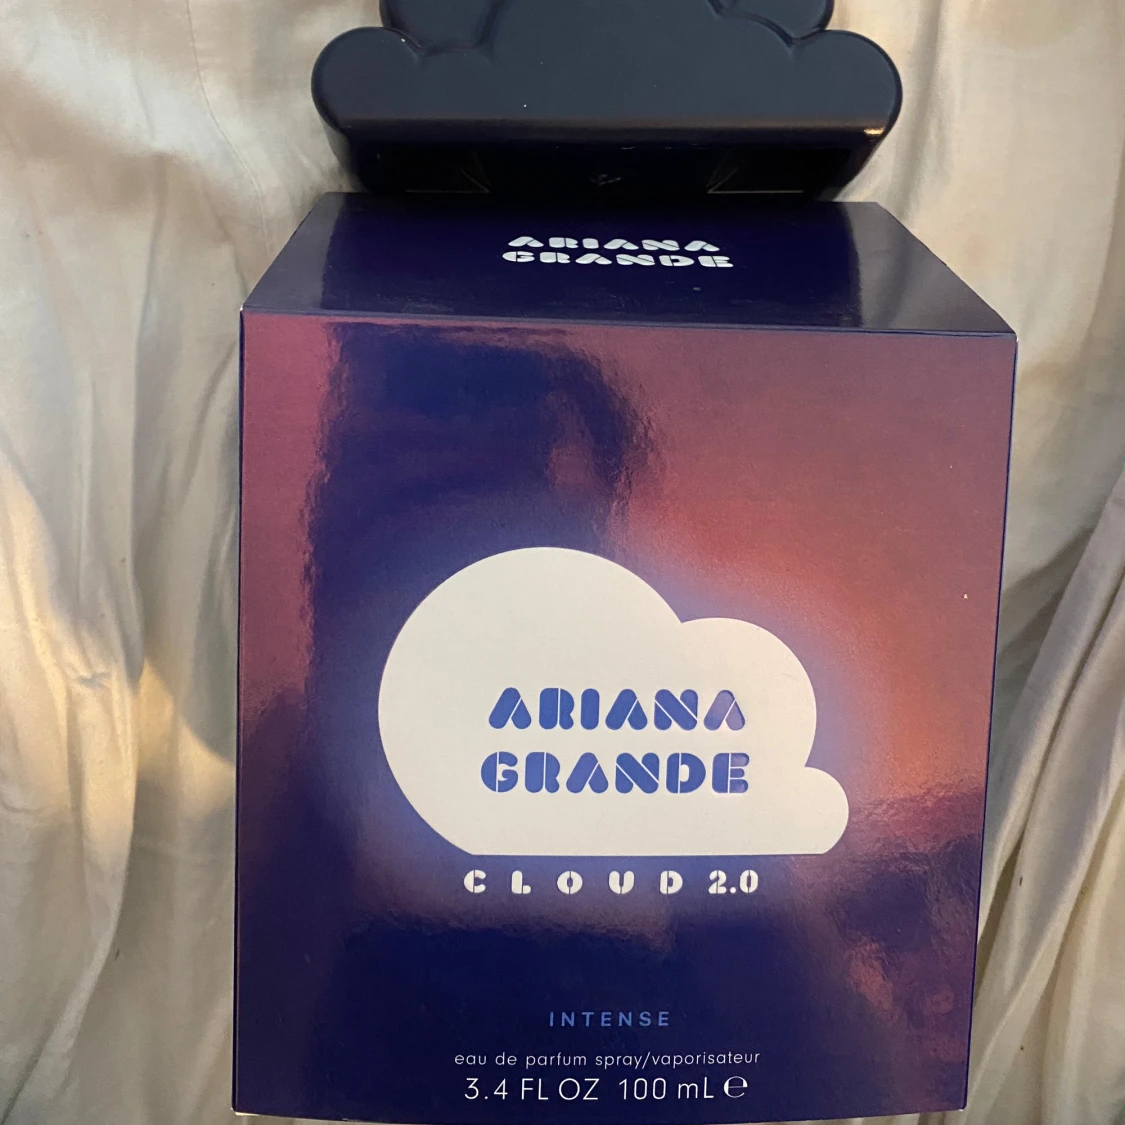 ARIANA
GRANDE
ARIANA
GRANDE
CLOUD 2.0
INTENSE
eau de parfum spray/vaporisateur
3.4 FL OZ 100 mL ℮